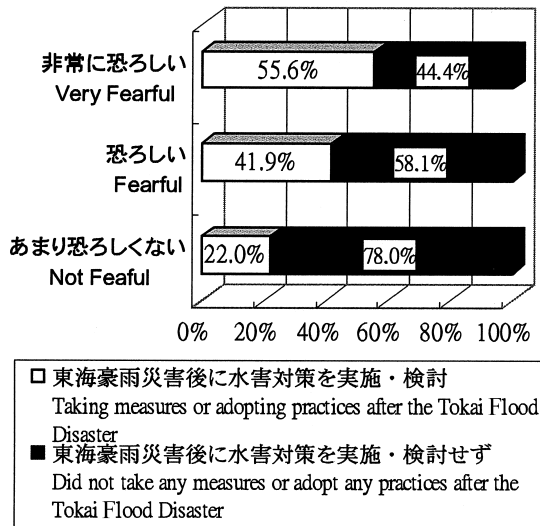 非常に恐ろしい
Very Fearful
55.6%
44.4%
恐ろしい
Fearful
41.9%
58.1%
あまり恐ろしくない
Not Feaful
22.0%
78.0%
0% 20% 40% 60% 80% 100%
□ 東海豪雨災害後に水害対策を実施・検討
Taking measures or adopting practices after the Tokai Flood
Disaster
■ 東海豪雨災害後に水害対策を実施・検討せず
Did not take any measures or adopt any practices after the
Tokai Flood Disaster